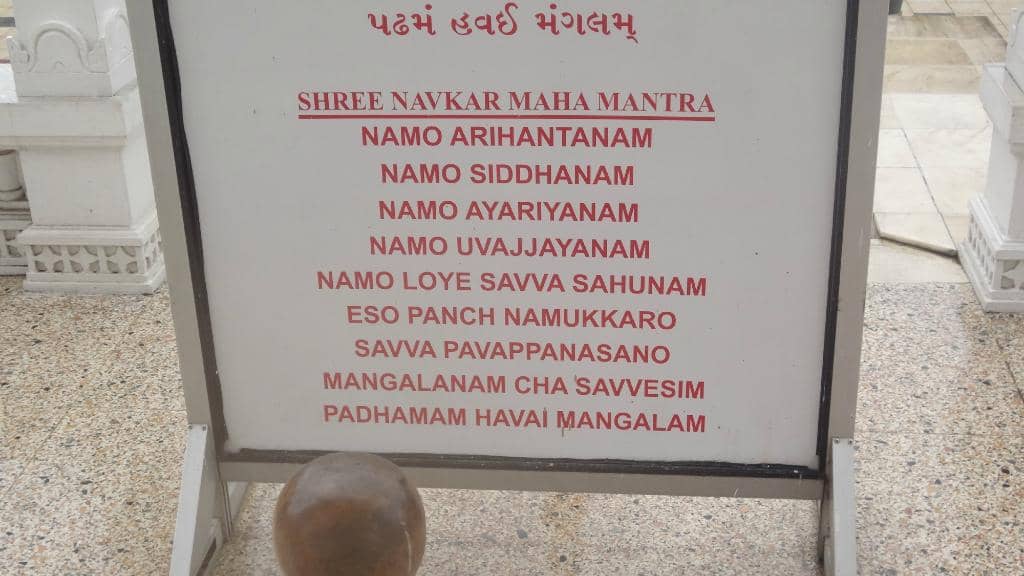 પઢમં હવઈ મંગલમ્
SHREE NAVKAR MAHA MANTRA
NAMO ARIHANTANAM
NAMO SIDDHANAM
NAMO AYARIYANAM
NAMO UVAJJAYANAM
NAMO LOYE SAVVA SAHUNAM
ESO PANCH NAMUKKARO
SAVVA PAVAPPANASANO
MANGALANAM CHA SAVVESIM
PADHAMAM HAVAI MANGALAM